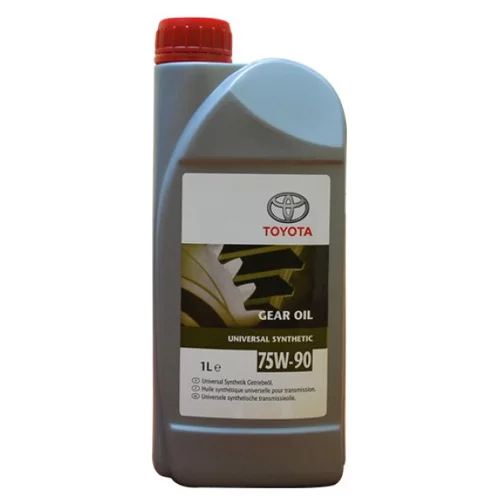 TOYOTA
GEAR OIL
UNIVERSAL SYNTHETIC
1L e 75W-90
Universal Synthetik Getriebeöl.
Huile synthétique universelle pour transmission.
Universele synthetische transmissieolie.